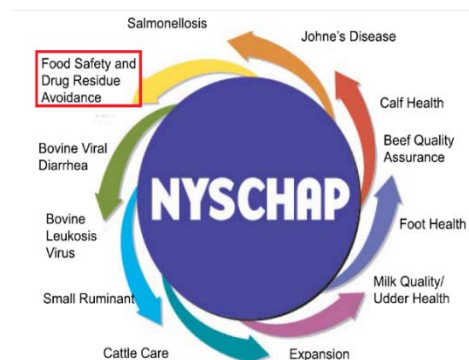 Salmonellosis
Johne's Disease
Food Safety and
Drug Residue
Avoidance
Calf Health
Beef Quality
Assurance
Bovine Viral
Diarrhea
NYSCHAP
Foot Health
Bovine
Leukosis
Virus
Milk Quality/
Udder Health
Small Ruminant
Cattle Care
Expansion